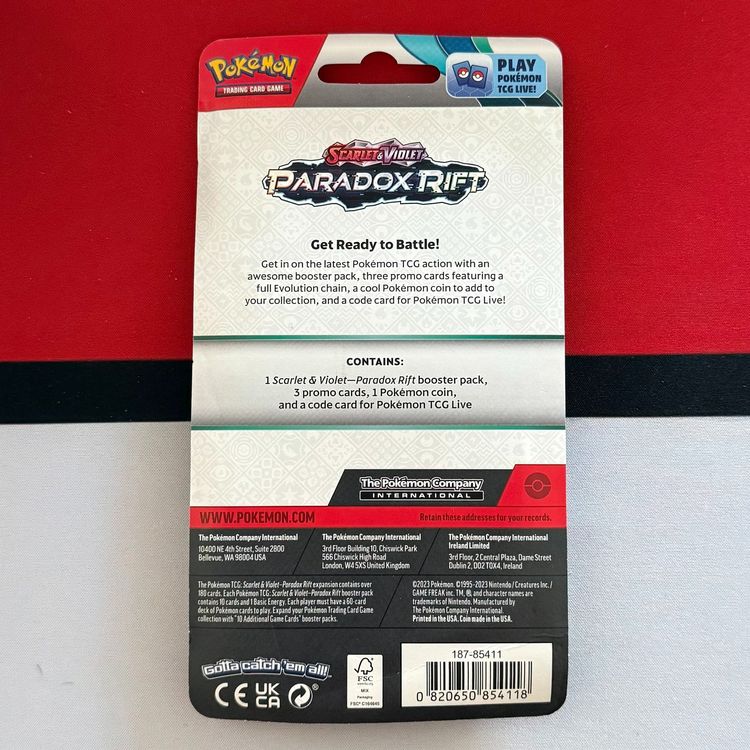 POKéMON
TRADING CARD GAME
PLAY
POKÉMON
TCG LIVE!
SCARLET & VIOLET
PARADOX RIFT
Get Ready to Battle!
Get in on the latest Pokémon TCG action with an
awesome booster pack, three promo cards featuring a
full Evolution chain, a cool Pokémon coin to add to
your collection, and a code card for Pokémon TCG Live!
CONTAINS:
1 Scarlet & Violet—Paradox Rift booster pack,
3 promo cards, 1 Pokémon coin,
and a code card for Pokémon TCG Live
The Pokémon Company
INTERNATIONAL
WWW.POKEMON.COM
Retain these addresses for your records.
The Pokémon Company International
10400 NE 4th Street, Suite 2800
Bellevue, WA 98004 USA
The Pokémon Company International
3rd Floor Building 10, Chiswick Park
566 Chiswick High Road
London, W4 5XS United Kingdom
The Pokémon Company International
Ireland Limited
3rd Floor, 2 Central Plaza, Dame Street
Dublin 2, D02 T0X4, Ireland
The Pokémon TCG: Scarlet & Violet—Paradox Rift expansion contains over
180 cards. Each Pokémon TCG: Scarlet & Violet—Paradox Rift booster pack
contains 10 cards and 1 Basic Energy. Each player must have a 60-card
deck of Pokémon cards to play. Expand your Pokémon Trading Card Game
collection with "10 Additional Game Cards" booster packs.
©2023 Pokémon. ©1995-2023 Nintendo / Creatures Inc. /
GAME FREAK inc. TM, ®, and character names are
trademarks of Nintendo. Manufactured by
The Pokémon Company International
Printed in the USA. Coin made in the USA.
Gotta catch 'em all!
CE UK
CA
FSC
www.fsc.org
MIX
Packaging
FSC® C164645
187-85411
0 820650 854118